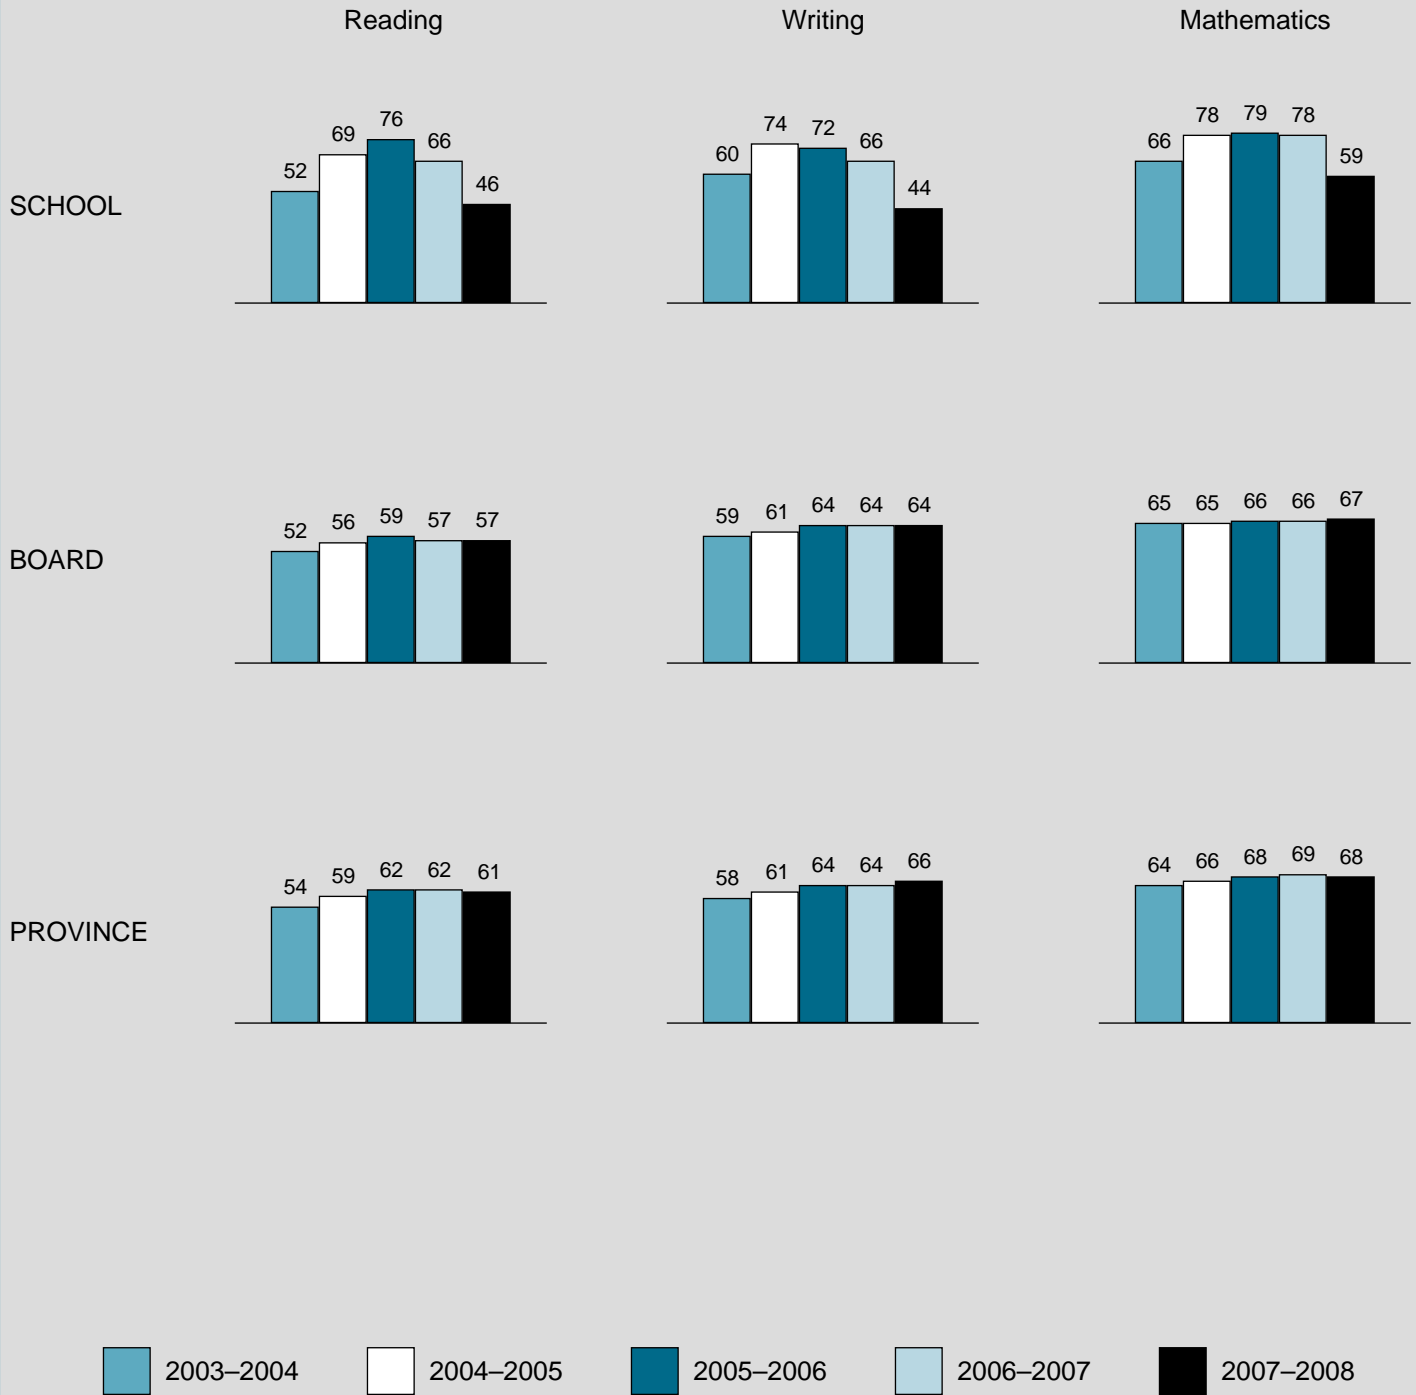 Reading Writing Mathematics
SCHOOL
52 69 76 66 46
60 74 72 66 44
66 78 79 78 59
BOARD
52 56 59 57 57
59 61 64 64 64
65 65 66 66 67
PROVINCE
54 59 62 62 61
58 61 64 64 66
64 66 68 69 68
2003–2004 2004–2005 2005–2006 2006–2007 2007–2008